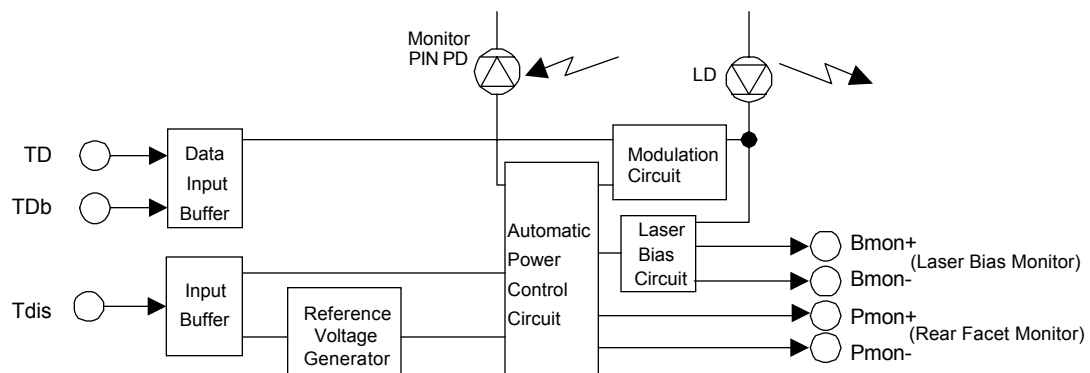 Monitor
PIN PD
LD
TD
TDb
Data
Input
Buffer
Modulation
Circuit
Automatic
Power
Control
Circuit
Laser
Bias
Circuit
Bmon+
(Laser Bias Monitor)
Bmon-
Tdis
Input
Buffer
Reference
Voltage
Generator
Pmon+
(Rear Facet Monitor)
Pmon-